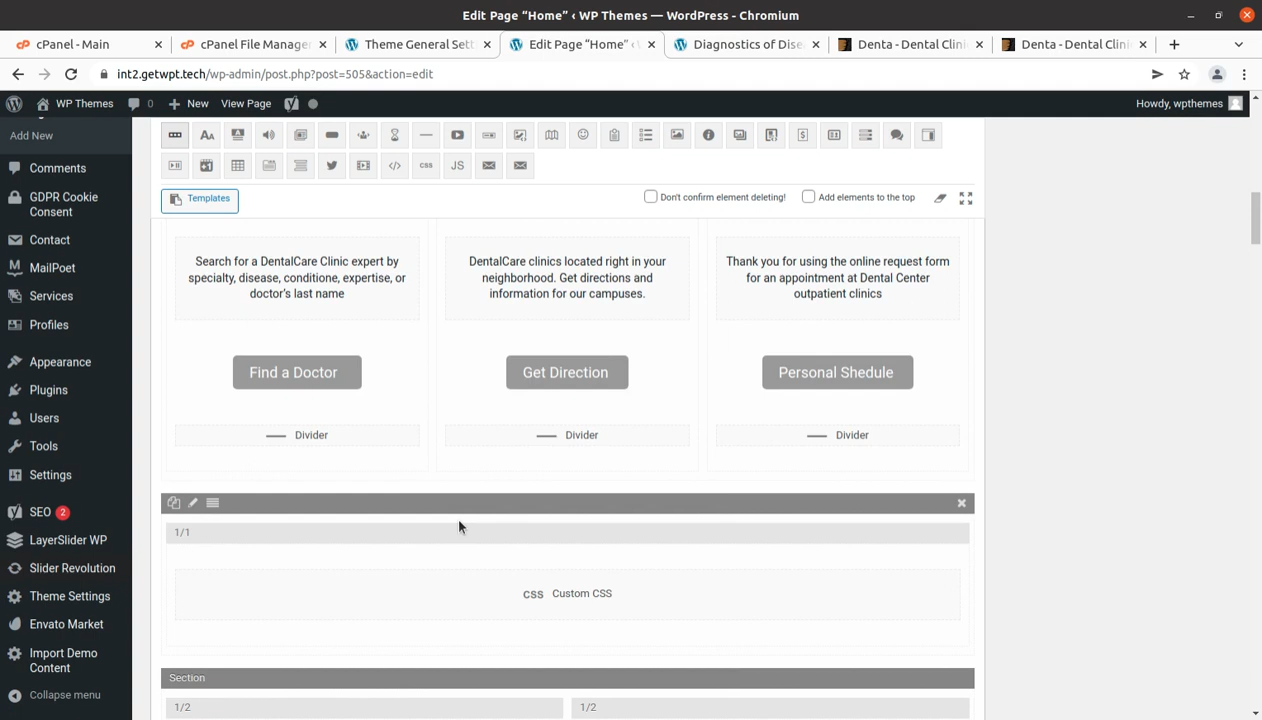 Edit Page “Home” ‹ WP Themes — WordPress - Chromium
cPanel - Main
cPanel File Manager
Theme General Sett
Edit Page “Home” ‹
Diagnostics of Dise
Denta - Dental Clini
Denta - Dental Clin
int2.getwpt.tech/wp-admin/post.php?post=505&action=edit
WP Themes 0 New View Page
Howdy, wpthemes
Add New
Comments
GDPR Cookie
Consent
Contact
MailPoet
Services
Profiles
Appearance
Plugins
Users
Tools
Settings
SEO 2
LayerSlider WP
Slider Revolution
Theme Settings
Envato Market
Import Demo
Content
Collapse menu
CSS JS
Templates
Don't confirm element deleting!
Add elements to the top
Search for a DentalCare Clinic expert by
specialty, disease, conditione, expertise, or
doctor's last name
DentalCare clinics located right in your
neighborhood. Get directions and
information for our campuses.
Thank you for using the online request form
for an appointment at Dental Center
outpatient clinics
Find a Doctor
Get Direction
Personal Shedule
Divider
Divider
Divider
1/1
CSS Custom CSS
Section
1/2
1/2